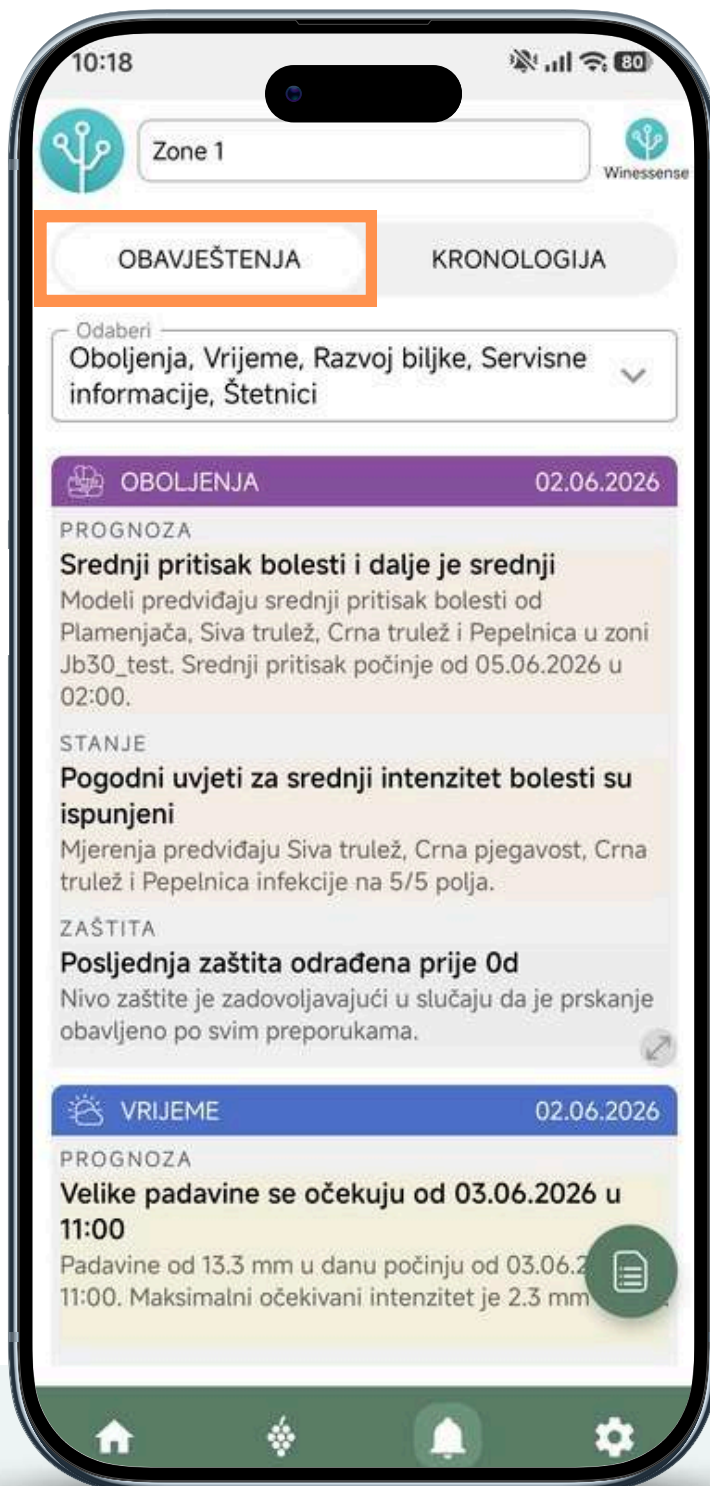 10:18
80
Zone 1
Winessense
OBAVJEŠTENJA
KRONOLOGIJA
Odaberi
Oboljenja, Vrijeme, Razvoj biljke, Servisne
informacije, Štetnici
OBOLJENJA 02.06.2026
PROGNOZA
Srednji pritisak bolesti i dalje je srednji
Modeli predviđaju srednji pritisak bolesti od
Plamenjača, Siva trulež, Crna trulež i Pepelnica u zoni
Jb30_test. Srednji pritisak počinje od 05.06.2026 u
02:00.
STANJE
Pogodni uvjeti za srednji intenzitet bolesti su
ispunjeni
Mjerenja predviđaju Siva trulež, Crna pjegavost, Crna
trulež i Pepelnica infekcije na 5/5 polja.
ZAŠTITA
Posljednja zaštita odrađena prije 0d
Nivo zaštite je zadovoljavajući u slučaju da je prskanje
obavljeno po svim preporukama.
VRIJEME 02.06.2026
PROGNOZA
Velike padavine se očekuju od 03.06.2026 u
11:00
Padavine od 13.3 mm u danu počinju od 03.06.2
11:00. Maksimalni očekivani intenzitet je 2.3 mm